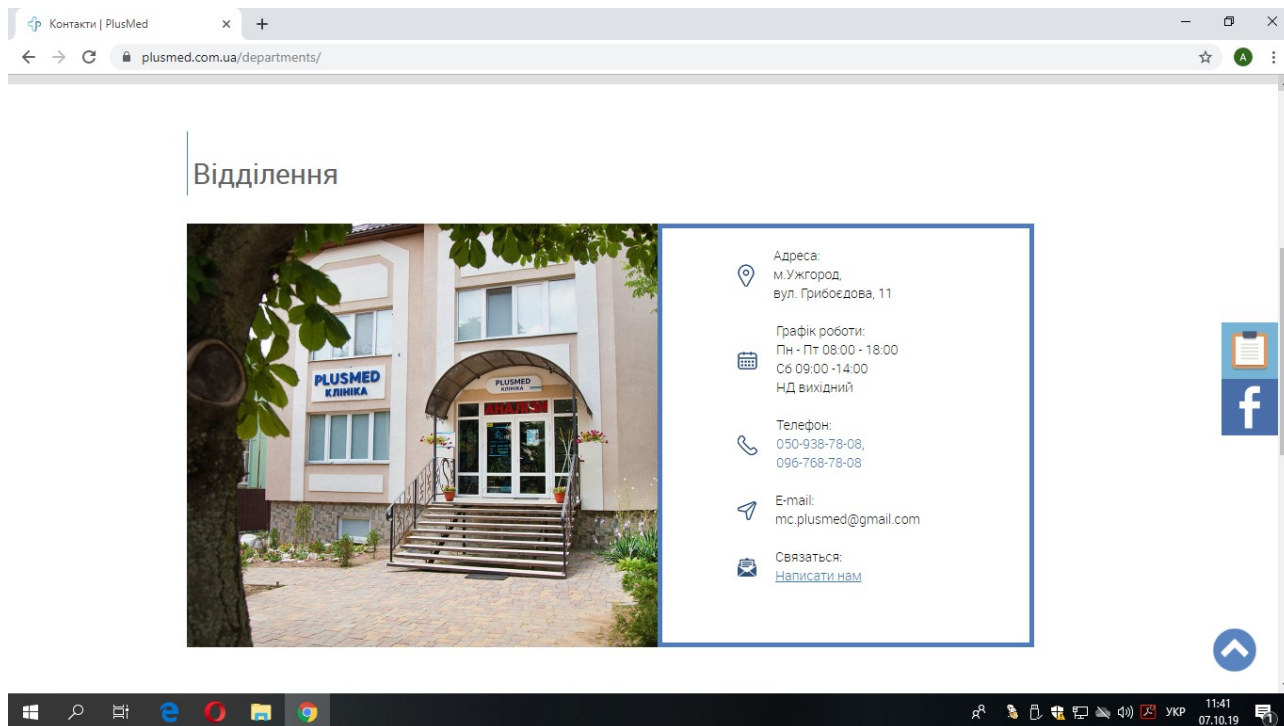 Контакти | PlusMed
plusmed.com.ua/departments/
A
Відділення
PLUSMED
КЛІНІКА
PLUSMED
КЛІНІКА
АНАЛІЗИ
Адреса:
м.Ужгород,
вул. Грибоєдова, 11
Графік роботи:
Пн - Пт 08:00 - 18:00
Сб 09:00 -14:00
НД вихідний
Телефон:
050-938-78-08,
096-768-78-08
E-mail:
mc.plusmed@gmail.com
Связаться:
Написати нам
f
УКР
11:41
07.10.19